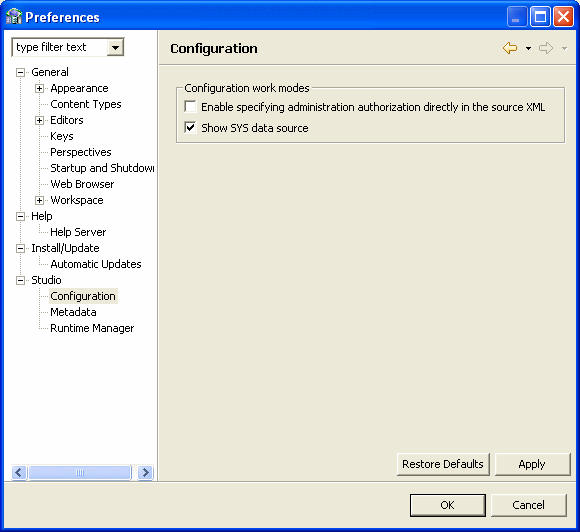 Preferences
type filter text
General
Appearance
Content Types
Editors
Keys
Perspectives
Startup and Shutdown
Web Browser
Workspace
Help
Help Server
Install/Update
Automatic Updates
Studio
Configuration
Metadata
Runtime Manager
Configuration
Configuration work modes
Enable specifying administration authorization directly in the source XML
Show SYS data source
Restore Defaults
Apply
OK
Cancel